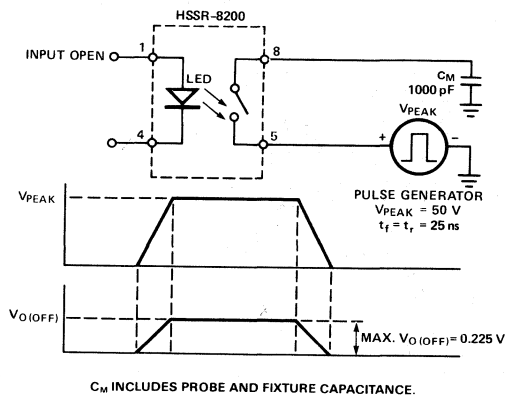 HSSR-8200
INPUT OPEN
1
8
LED
C_M
1000 pF
V_PEAK
4
5
+
−
PULSE GENERATOR
V_PEAK = 50 V
t_f = t_r = 25 ns
V_PEAK
V_O (OFF)
MAX. V_O (OFF) = 0.225 V
C_M INCLUDES PROBE AND FIXTURE CAPACITANCE.